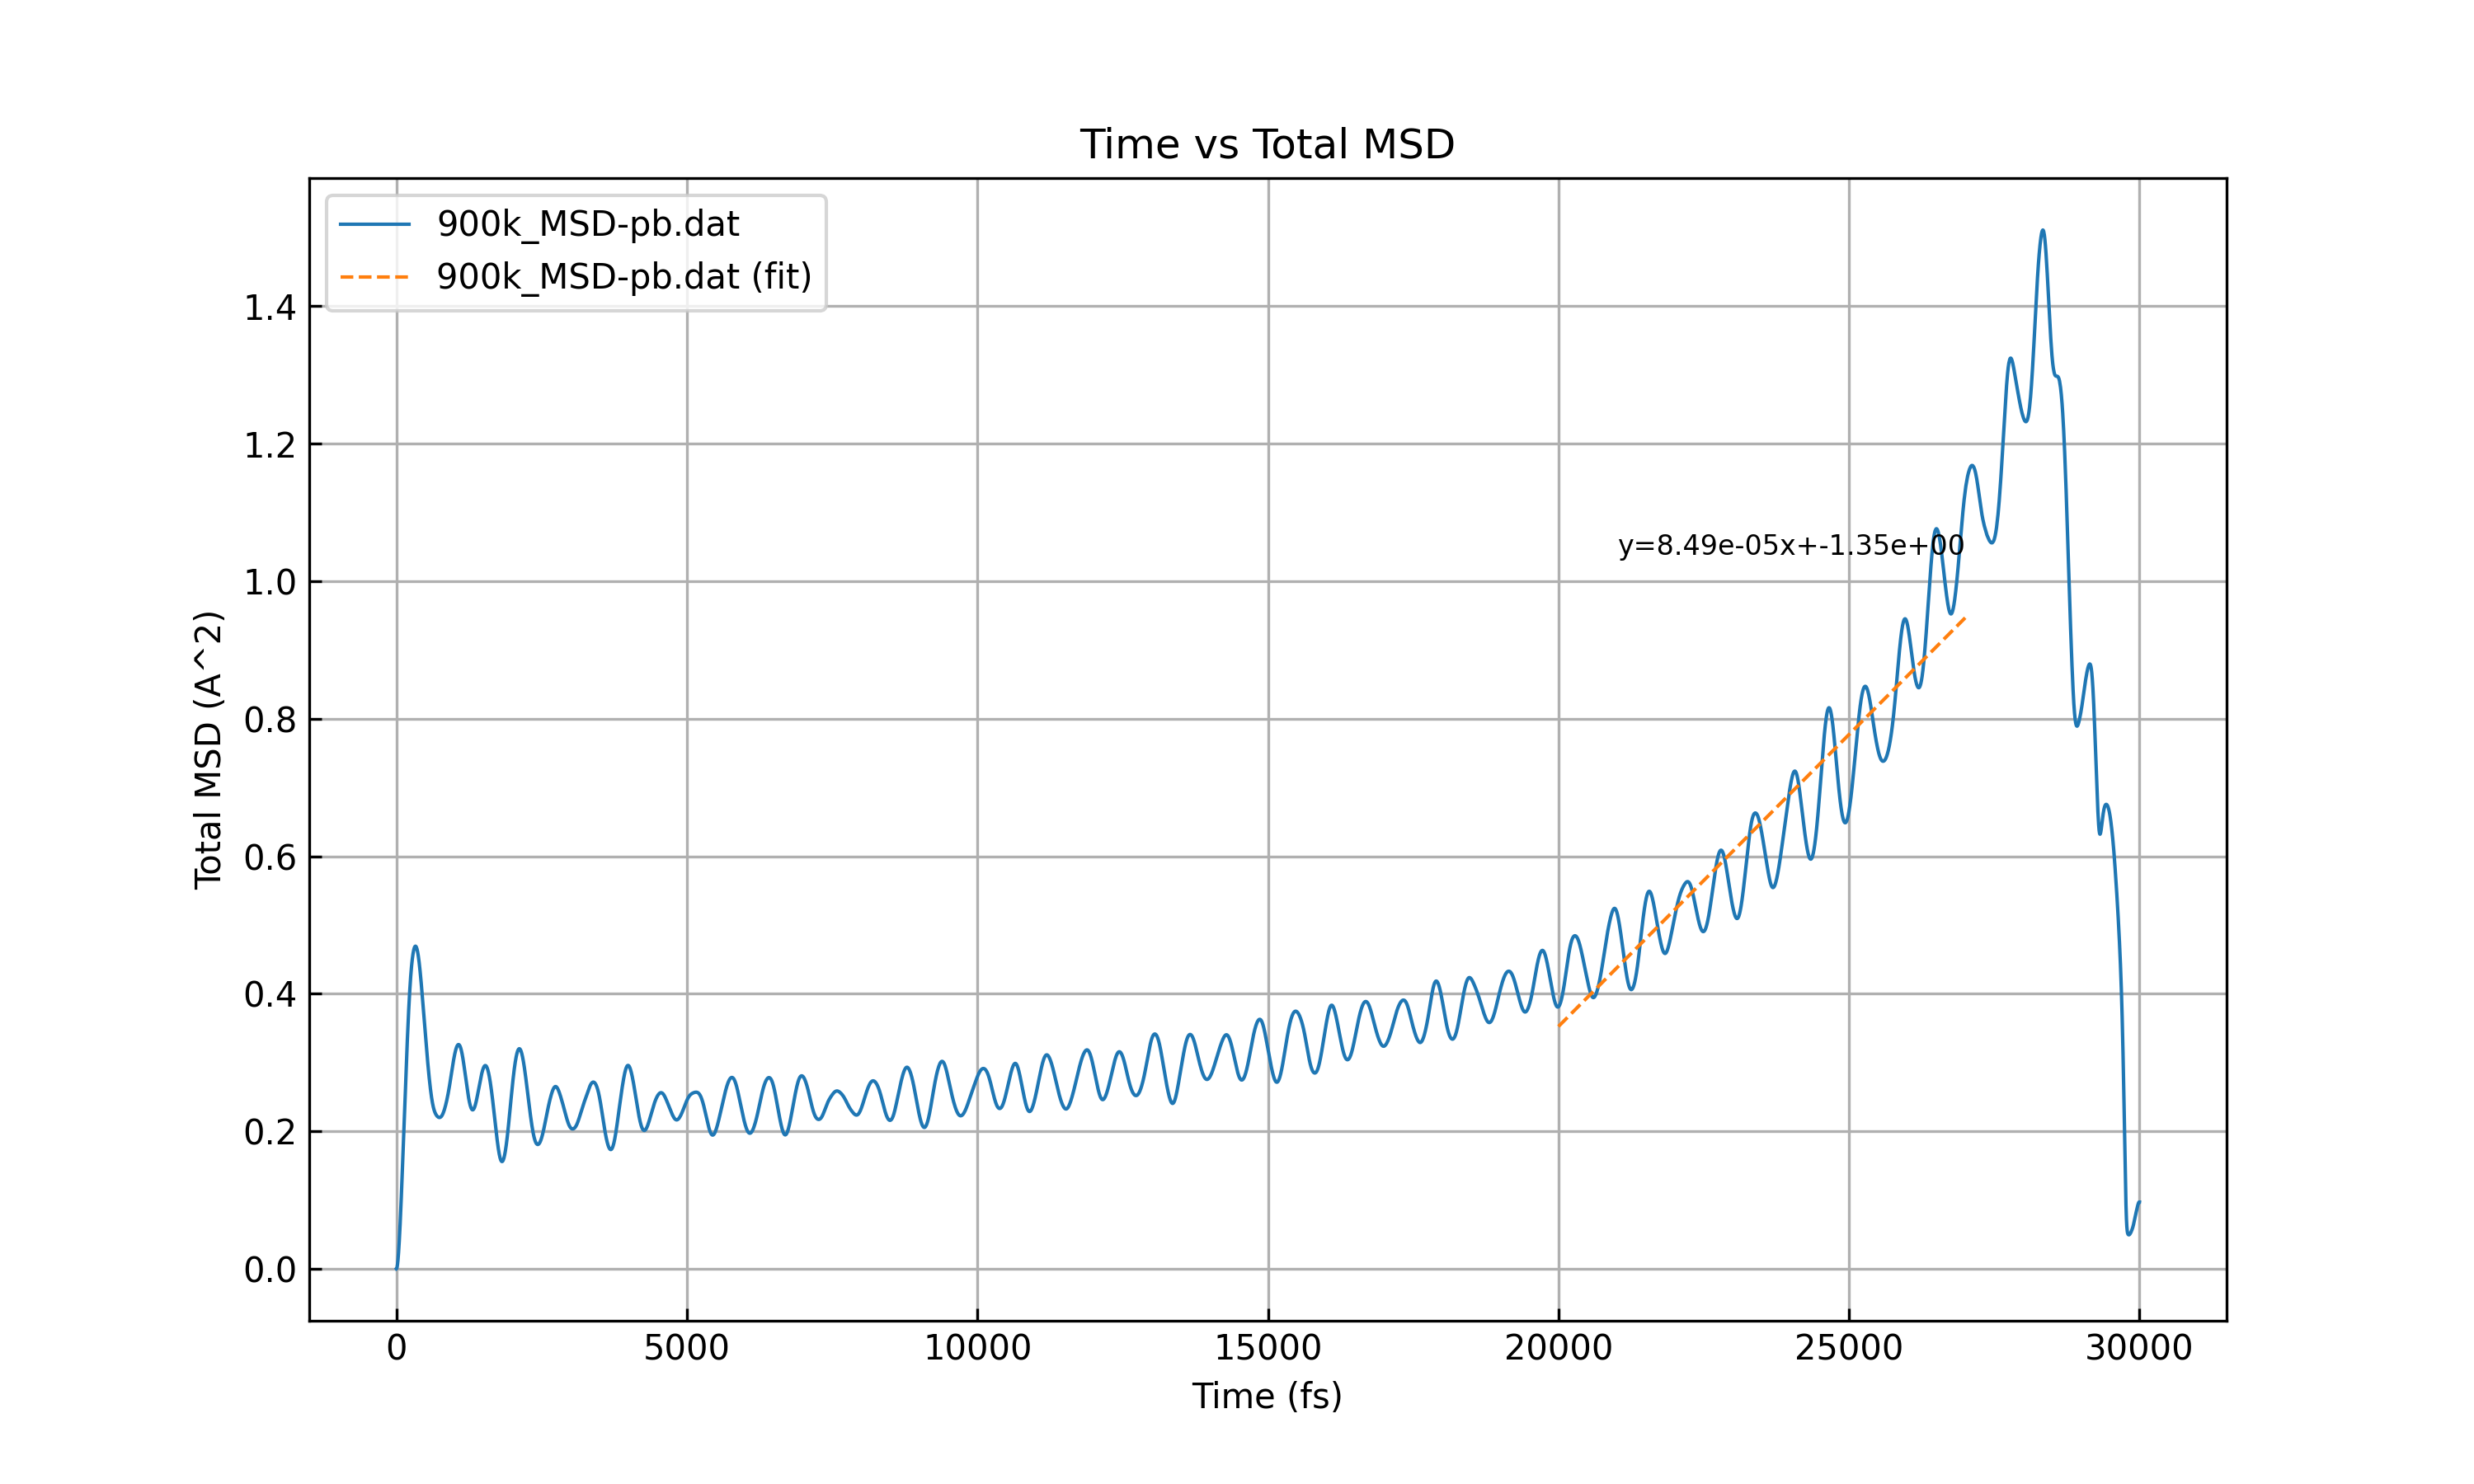 Time vs Total MSD
900k_MSD-pb.dat
900k_MSD-pb.dat (fit)
1.4
1.2
y=8.49e-05x+-1.35e+00
1.0
0.8
0.6
0.4
0.2
0.0
Total MSD (A^2)
0 5000 10000 15000 20000 25000 30000
Time (fs)